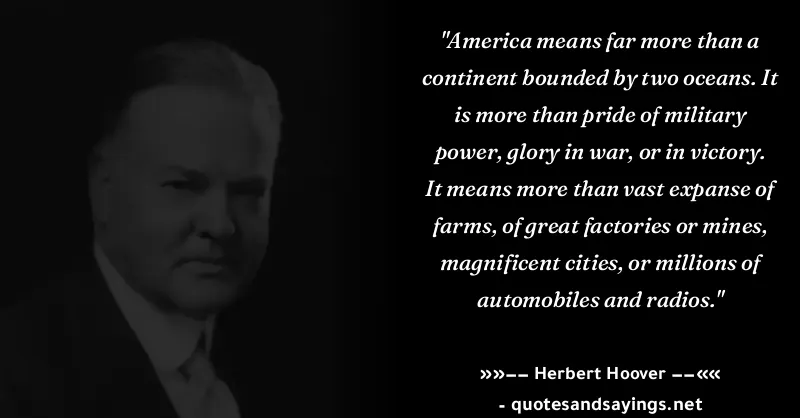 "America means far more than a
continent bounded by two oceans. It
is more than pride of military
power, glory in war, or in victory.
It means more than vast expanse of
farms, of great factories or mines,
magnificent cities, or millions of
automobiles and radios."
»»–– Herbert Hoover ––««
- quotesandsayings.net